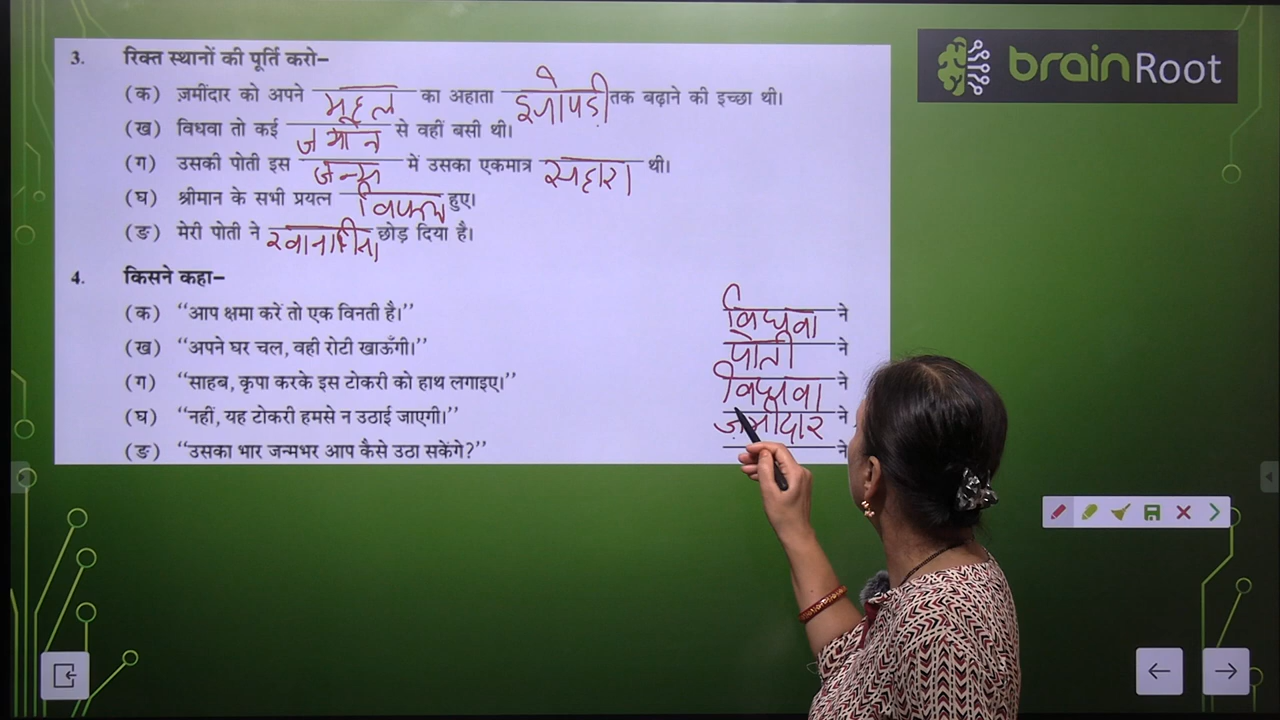 brainRoot
3. रिक्त स्थानों की पूर्ति करो–
(क) ज़मींदार को अपने महल का अहाता झोपड़ी तक बढ़ाने की इच्छा थी।
(ख) विधवा तो कई जमाने से वहीं बसी थी।
(ग) उसकी पोती इस जन्म में उसका एकमात्र सहारा थी।
(घ) श्रीमान के सभी प्रयत्न विफल हुए।
(ङ) मेरी पोती ने खानापीना छोड़ दिया है।
4. किसने कहा–
(क) “आप क्षमा करें तो एक विनती है।” विधवा ने
(ख) “अपने घर चल, वही रोटी खाऊँगी।” पोती ने
(ग) “साहब, कृपा करके इस टोकरी को हाथ लगाइए।” विधवा ने
(घ) “नहीं, यह टोकरी हमसे न उठाई जाएगी।” ज़मीदार ने
(ङ) “उसका भार जन्मभर आप कैसे उठा सकेंगे?” ने